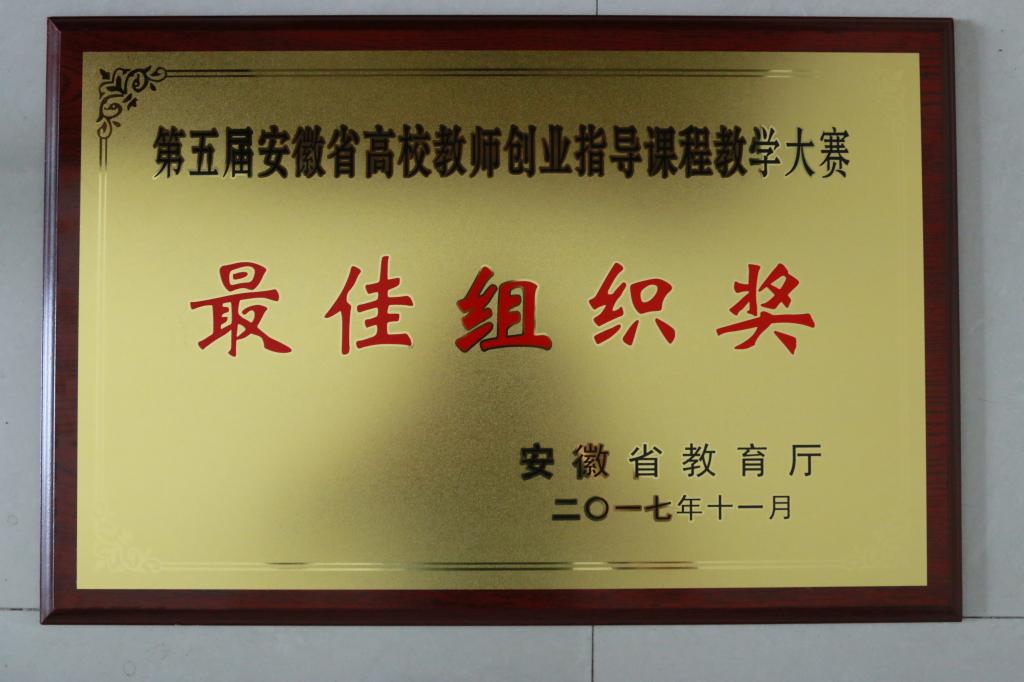 第五届安徽省高校教师创业指导课程教学大赛
最佳组织奖
安徽省教育厅
二〇一七年十一月